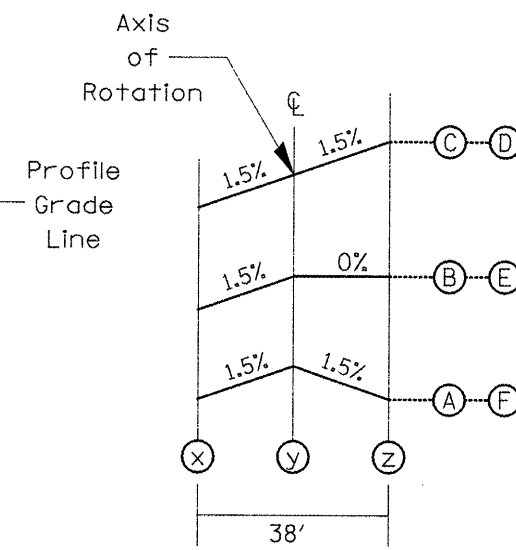 Axis
of
Rotation
℄
Profile
Grade
Line
1.5% 1.5% C D
1.5% 0% B E
1.5% 1.5% A F
x y z
38'